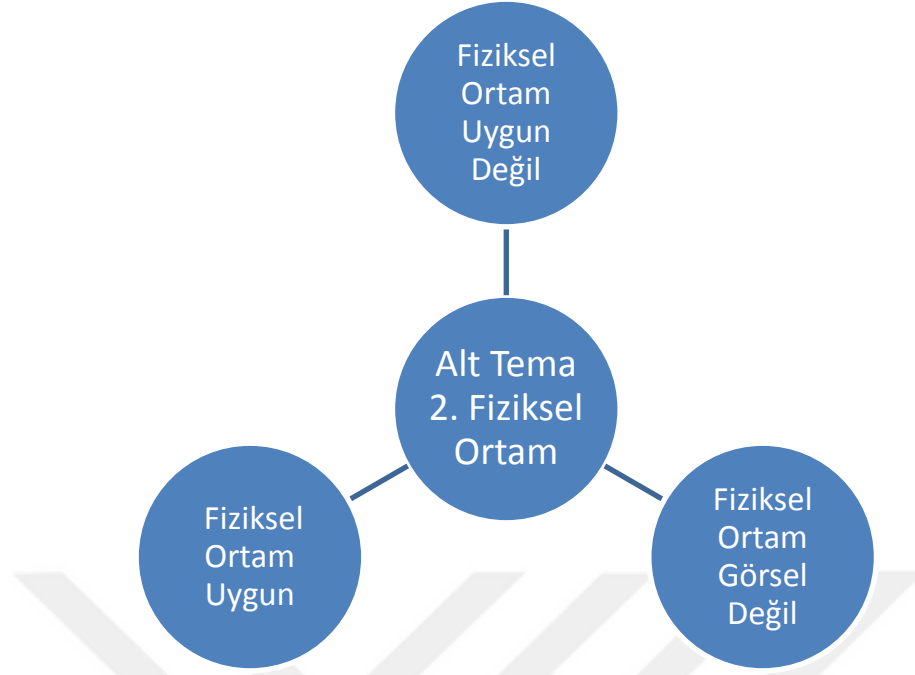 Fiziksel
Ortam
Uygun
Değil
Alt Tema
2. Fiziksel
Ortam
Fiziksel
Ortam
Uygun
Fiziksel
Ortam
Görsel
Değil